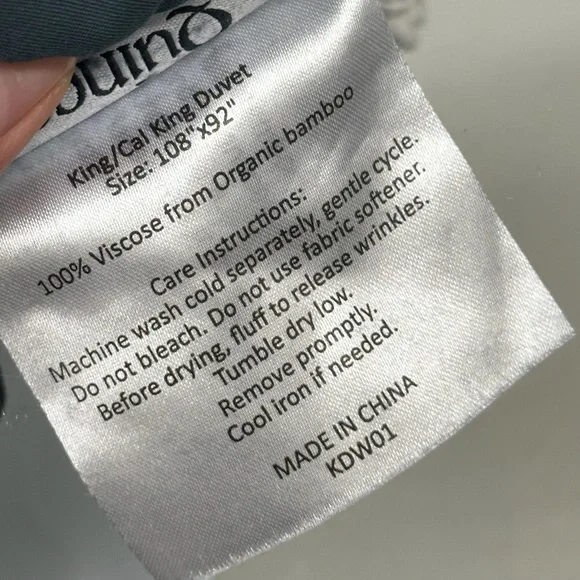 King/Cal King Duvet
Size: 108"x92"
100% Viscose from Organic bamboo
Care Instructions:
Machine wash cold separately, gentle cycle.
Do not bleach. Do not use fabric softener.
Before drying, fluff to release wrinkles.
Tumble dry low.
Remove promptly.
Cool iron if needed.
MADE IN CHINA
KDW01